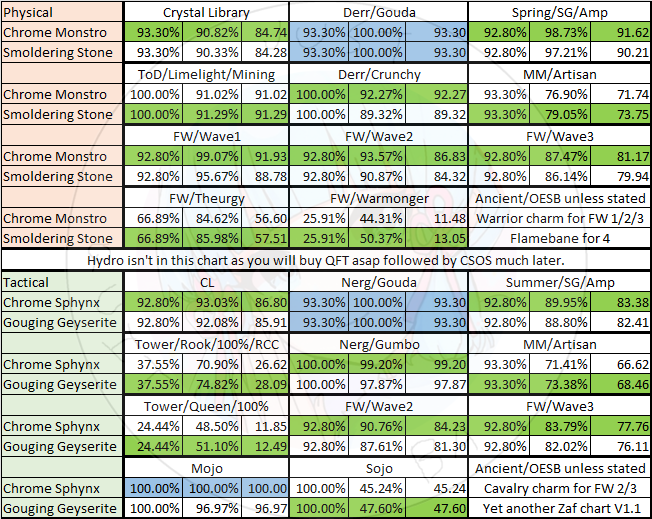 Physical Crystal Library Derr/Gouda Spring/SG/Amp
Chrome Monstro 93.30% 90.82% 84.74 93.30% 100.00% 93.30 92.80% 98.73% 91.62
Smoldering Stone 93.30% 90.33% 84.28 93.30% 100.00% 93.30 92.80% 97.21% 90.21
ToD/Limelight/Mining Derr/Crunchy MM/Artisan
Chrome Monstro 100.00% 91.02% 91.02 100.00% 92.27% 92.27 93.30% 76.90% 71.74
Smoldering Stone 100.00% 91.29% 91.29 100.00% 89.32% 89.32 93.30% 79.05% 73.75
FW/Wave1 FW/Wave2 FW/Wave3
Chrome Monstro 92.80% 99.07% 91.93 92.80% 93.57% 86.83 92.80% 87.47% 81.17
Smoldering Stone 92.80% 95.67% 88.78 92.80% 90.87% 84.32 92.80% 86.14% 79.94
FW/Theurgy FW/Warmonger Ancient/OESB unless stated
Chrome Monstro 66.89% 84.62% 56.60 25.91% 44.31% 11.48 Warrior charm for FW 1/2/3
Smoldering Stone 66.89% 85.98% 57.51 25.91% 50.37% 13.05 Flamebane for 4
Hydro isn't in this chart as you will buy QFT asap followed by CSOS much later.
Tactical CL Nerg/Gouda Summer/SG/Amp
Chrome Sphynx 92.80% 93.03% 86.80 93.30% 100.00% 93.30 92.80% 89.95% 83.38
Gouging Geyserite 92.80% 92.08% 85.91 93.30% 100.00% 93.30 92.80% 88.80% 82.41
Tower/Rook/100%/RCC Nerg/Gumbo MM/Artisan
Chrome Sphynx 37.55% 70.90% 26.62 100.00% 99.20% 99.20 93.30% 71.41% 66.62
Gouging Geyserite 37.55% 74.82% 28.09 100.00% 97.87% 97.87 93.30% 73.38% 68.46
Tower/Queen/100% FW/Wave2 FW/Wave3
Chrome Sphynx 24.44% 48.50% 11.85 92.80% 90.76% 84.23 92.80% 83.79% 77.76
Gouging Geyserite 24.44% 51.10% 12.49 92.80% 87.61% 81.30 92.80% 82.02% 76.11
Mojo Sojo Ancient/OESB unless stated
Chrome Sphynx 100.00% 100.00% 100.00 100.00% 45.24% 45.24 Cavalry charm for FW 2/3
Gouging Geyserite 100.00% 96.97% 96.97 100.00% 47.60% 47.60 Yet another Zaf chart V1.1